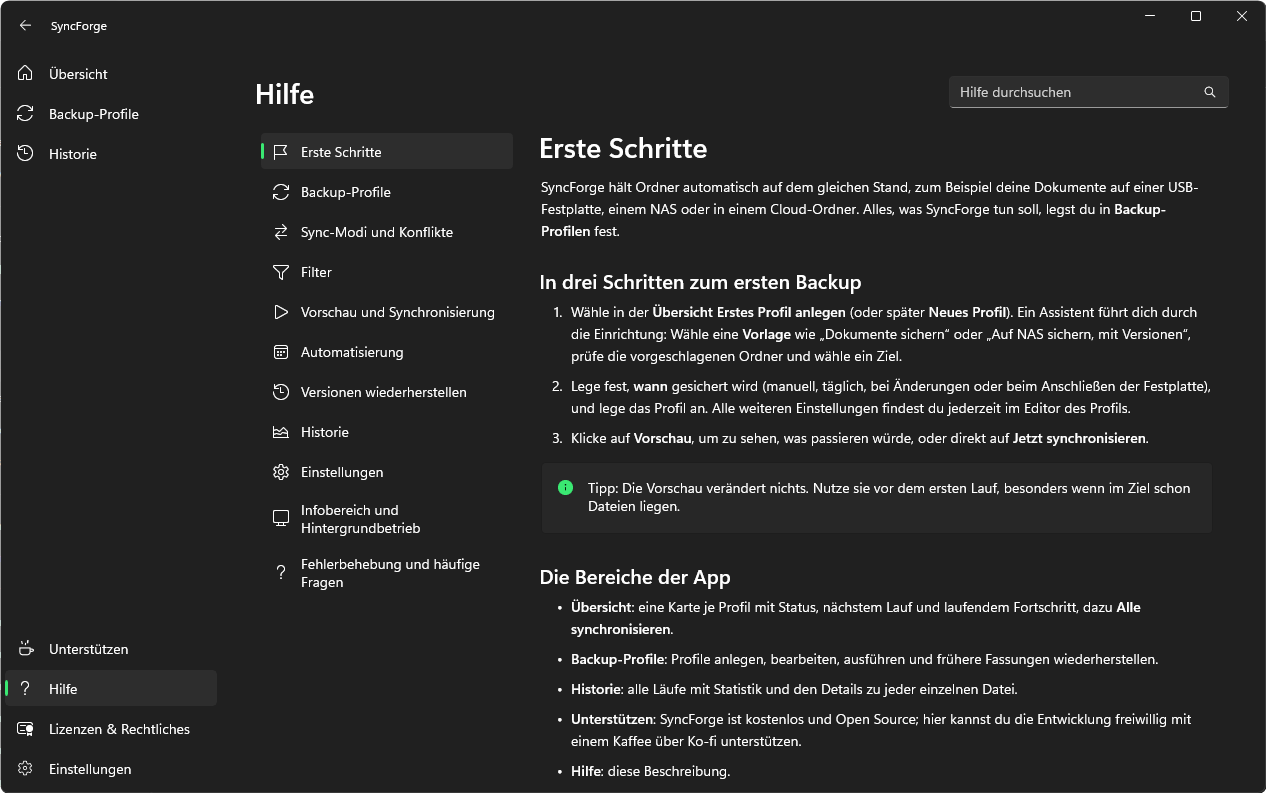 SyncForge
Übersicht
Backup-Profile
Historie
Unterstützen
Hilfe
Lizenzen & Rechtliches
Einstellungen
Hilfe
Hilfe durchsuchen
Erste Schritte
Backup-Profile
Sync-Modi und Konflikte
Filter
Vorschau und Synchronisierung
Automatisierung
Versionen wiederherstellen
Historie
Einstellungen
Infobereich und
Hintergrundbetrieb
Fehlerbehebung und häufige
Fragen
Erste Schritte
SyncForge hält Ordner automatisch auf dem gleichen Stand, zum Beispiel deine Dokumente auf einer USB-
Festplatte, einem NAS oder in einem Cloud-Ordner. Alles, was SyncForge tun soll, legst du in Backup-
Profilen fest.
In drei Schritten zum ersten Backup
1. Wähle in der Übersicht Erstes Profil anlegen (oder später Neues Profil). Ein Assistent führt dich durch
die Einrichtung: Wähle eine Vorlage wie „Dokumente sichern“ oder „Auf NAS sichern, mit Versionen“,
prüfe die vorgeschlagenen Ordner und wähle ein Ziel.
2. Lege fest, wann gesichert wird (manuell, täglich, bei Änderungen oder beim Anschließen der Festplatte),
und lege das Profil an. Alle weiteren Einstellungen findest du jederzeit im Editor des Profils.
3. Klicke auf Vorschau, um zu sehen, was passieren würde, oder direkt auf Jetzt synchronisieren.
Tipp: Die Vorschau verändert nichts. Nutze sie vor dem ersten Lauf, besonders wenn im Ziel schon
Dateien liegen.
Die Bereiche der App
• Übersicht: eine Karte je Profil mit Status, nächstem Lauf und laufendem Fortschritt, dazu Alle
synchronisieren.
• Backup-Profile: Profile anlegen, bearbeiten, ausführen und frühere Fassungen wiederherstellen.
• Historie: alle Läufe mit Statistik und den Details zu jeder einzelnen Datei.
• Unterstützen: SyncForge ist kostenlos und Open Source; hier kannst du die Entwicklung freiwillig mit
einem Kaffee über Ko-fi unterstützen.
• Hilfe: diese Beschreibung.